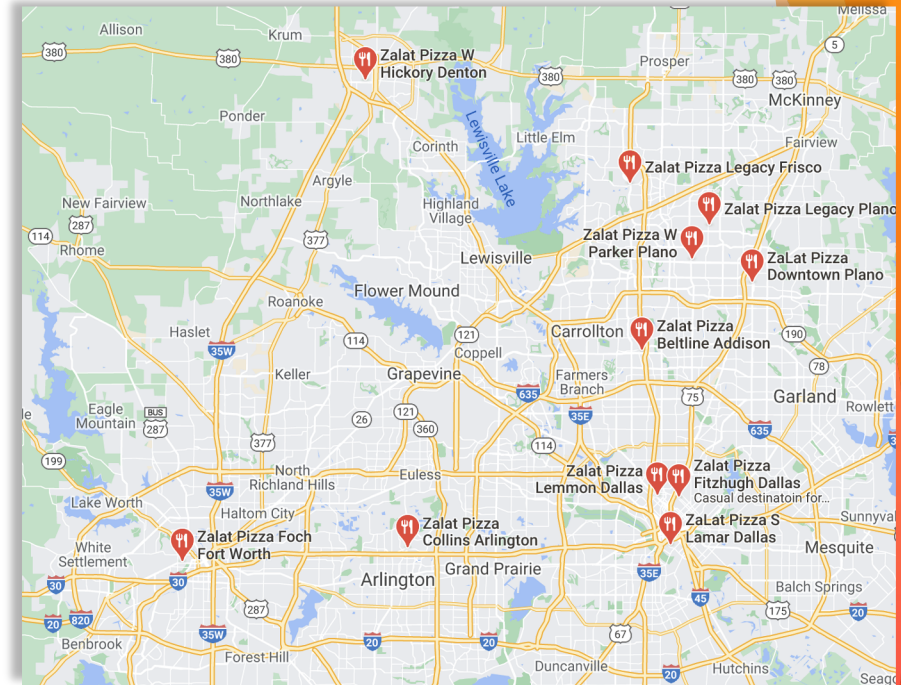 Melissa
Allison
Krum
5
380
380
Zalat Pizza W
Hickory Denton
380
Prosper
380
380
McKinney
Ponder
Lewisville Lake
Little Elm
Corinth
Fairview
Zalat Pizza Legacy Frisco
Argyle
New Fairview
Northlake
Highland
Village
Zalat Pizza Legacy Plano
287
114
Rhome
377
Zalat Pizza W
Parker Plano
Lewisville
ZaLat Pizza
Downtown Plano
Flower Mound
Roanoke
Haslet
114
121
Carrollton
Zalat Pizza
Beltline Addison
190
35W
Coppell
78
Keller
Grapevine
Farmers
Branch
635
75
Garland
Eagle
Mountain
BUS
287
26
121
35E
Rowlett
360
635
377
114
199
North
Richland Hills
Euless
Zalat Pizza
Lemmon Dallas
Zalat Pizza
Fitzhugh Dallas
Casual destinatoin for...
35W
Lake Worth
Haltom City
Zalat Pizza
Collins Arlington
ZaLat Pizza S
Lamar Dallas
Sunnyval
Zalat Pizza Foch
Fort Worth
White
Settlement
Mesquite
Arlington
Grand Prairie
30
30
35E
Balch Springs
45
287
175
20
20
820
35W
67
Benbrook
20
20
Forest Hill
Duncanville
20
Hutchins
Seago